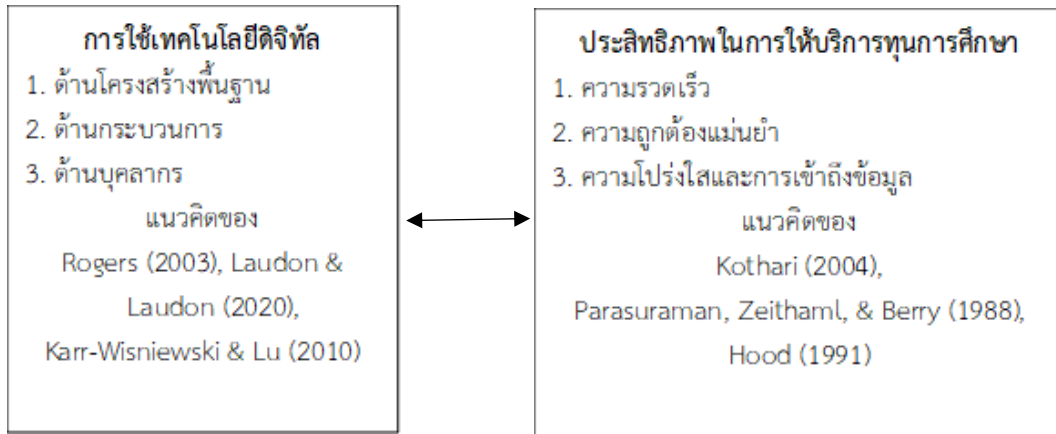 การใช้เทคโนโลยีดิจิทัล
1. ด้านโครงสร้างพื้นฐาน
2. ด้านกระบวนการ
3. ด้านบุคลากร
แนวคิดของ
Rogers (2003), Laudon &
Laudon (2020),
Karr-Wisniewski & Lu (2010)
ประสิทธิภาพในการให้บริการทุนการศึกษา
1. ความรวดเร็ว
2. ความถูกต้องแม่นยำ
3. ความโปร่งใสและการเข้าถึงข้อมูล
แนวคิดของ
Kothari (2004),
Parasuraman, Zeithaml, & Berry (1988),
Hood (1991)